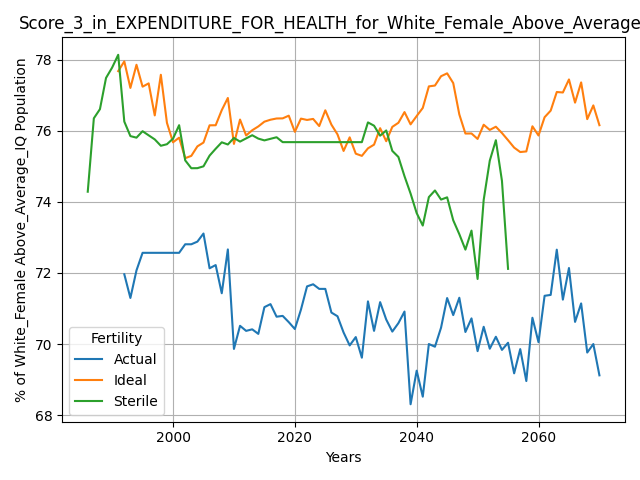 Score_3_in_EXPENDITURE_FOR_HEALTH_for_White_Female_Above_Average
% of White_Female Above_Average_IQ Population
78
76
74
72
70
68
Fertility
Actual
Ideal
Sterile
2000 2020 2040 2060
Years